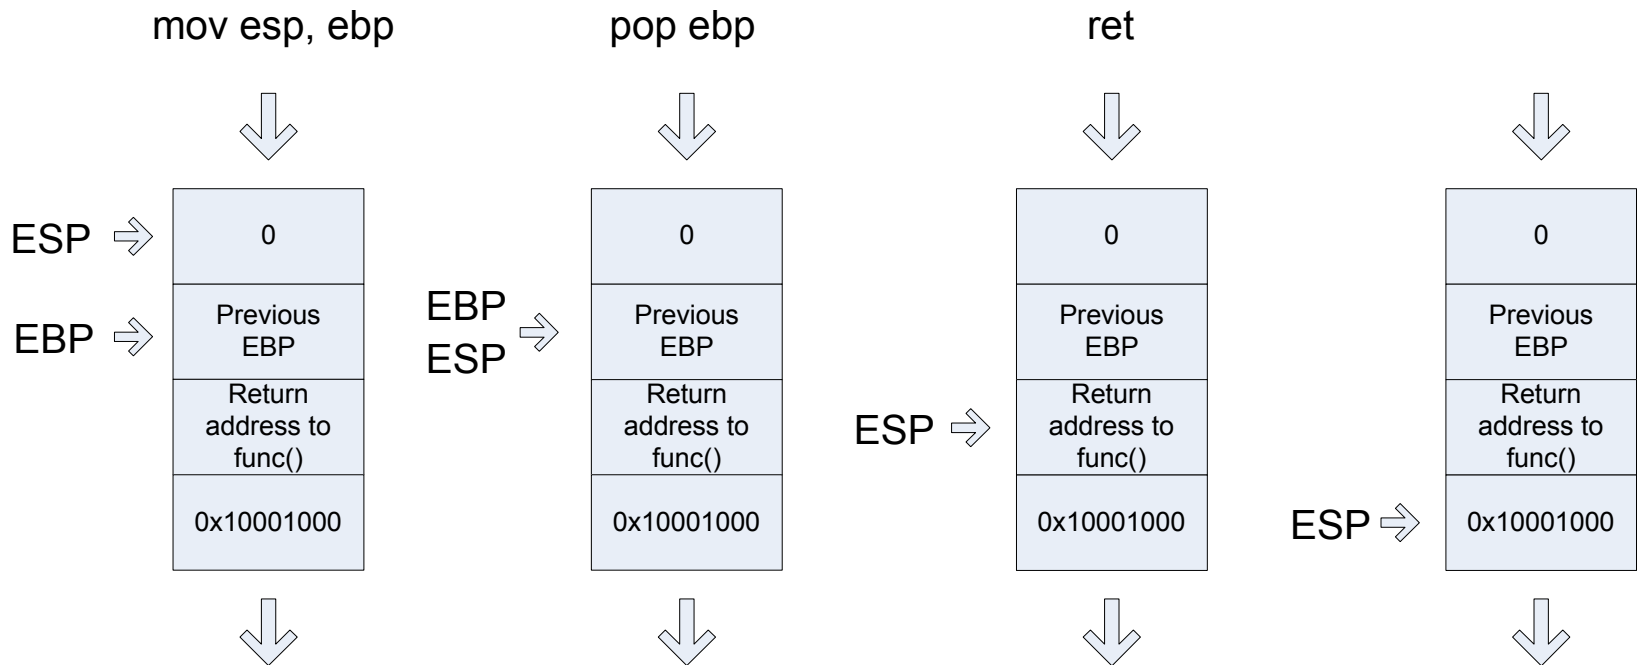 mov esp, ebp
pop ebp
ret
ESP
EBP
0
Previous
EBP
Return
address to
func()
0x10001000
EBP
ESP
0
Previous
EBP
Return
address to
func()
0x10001000
ESP
0
Previous
EBP
Return
address to
func()
0x10001000
ESP
0
Previous
EBP
Return
address to
func()
0x10001000